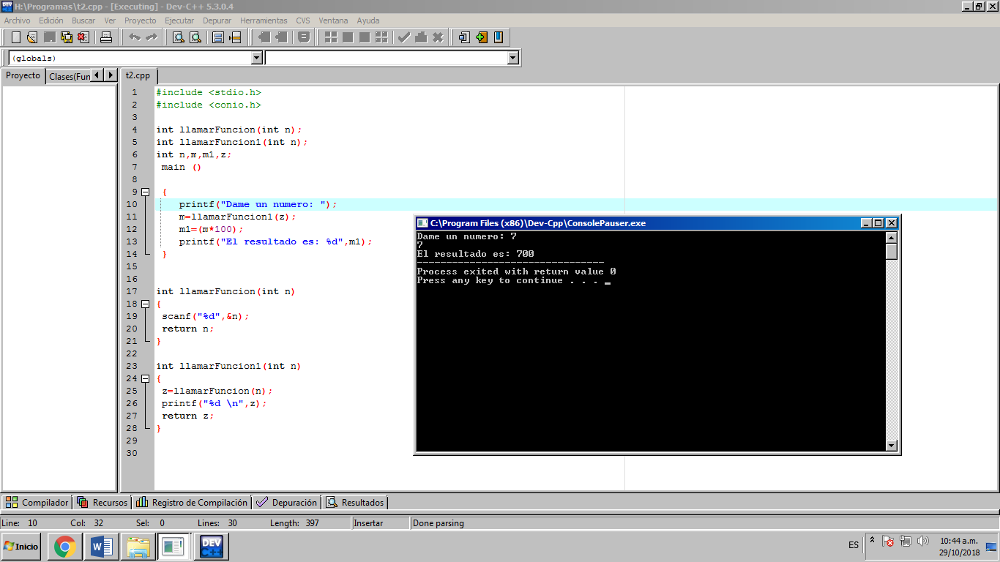 H:\Programas\t2.cpp - [Executing] - Dev-C++ 5.3.0.4
Archivo Edición Buscar Ver Proyecto Ejecutar Depurar Herramientas CVS Ventana Ayuda
(globals)
Proyecto Clases(Fun t2.cpp
1 #include <stdio.h>
2 #include <conio.h>
3
4 int llamarFuncion(int n);
5 int llamarFuncion1(int n);
6 int n,m,m1,z;
7 main ()
8
9 {
10 printf("Dame un numero: ");
11 m=llamarFuncion1(z);
12 m1=(m*100);
13 printf("El resultado es: %d",m1);
14 }
15
16
17 int llamarFuncion(int n)
18 {
19 scanf("%d",&n);
20 return n;
21 }
22
23 int llamarFuncion1(int n)
24 {
25 z=llamarFuncion(n);
26 printf("%d \n",z);
27 return z;
28 }
29
30
C:\Program Files (x86)\Dev-Cpp\ConsolePauser.exe
Dame un numero: 7
7
El resultado es: 700
--------------------------------
Process exited with return value 0
Press any key to continue . . . _
Compilador Recursos Registro de Compilación Depuración Resultados
Line: 10 Col: 32 Sel: 0 Lines: 30 Length: 397 Insertar Done parsing
Inicio W DEV C++ ES 10:44 a.m.
29/10/2018